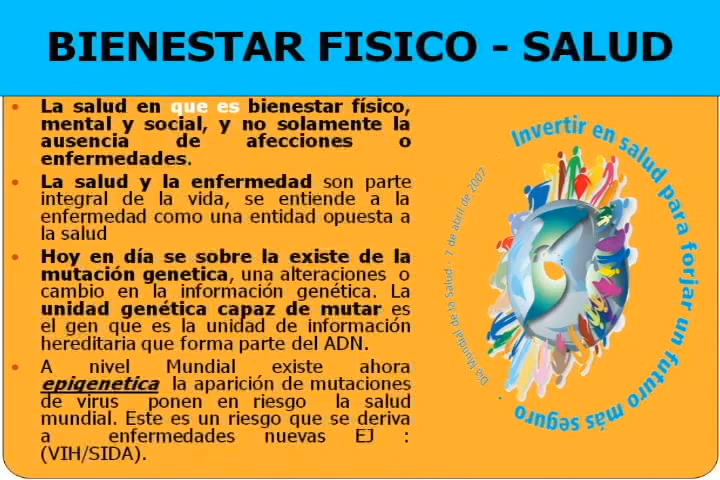 BIENESTAR FISICO - SALUD
La salud en que es bienestar físico,
mental y social, y no solamente la
ausencia de afecciones o
enfermedades.
La salud y la enfermedad son parte
integral de la vida, se entiende a la
enfermedad como una entidad opuesta a
la salud
Hoy en día se sobre la existe de la
mutación genetica, una alteraciones o
cambio en la información genética. La
unidad genética capaz de mutar es
el gen que es la unidad de información
hereditaria que forma parte del ADN.
A nivel Mundial existe ahora
epigenetica la aparición de mutaciones
de virus ponen en riesgo la salud
mundial. Este es un riesgo que se deriva
a enfermedades nuevas EJ :
(VIH/SIDA).
Invertir en salud para forjar un futuro más seguro
Día Mundial de la Salud - 7 de abril de 2007